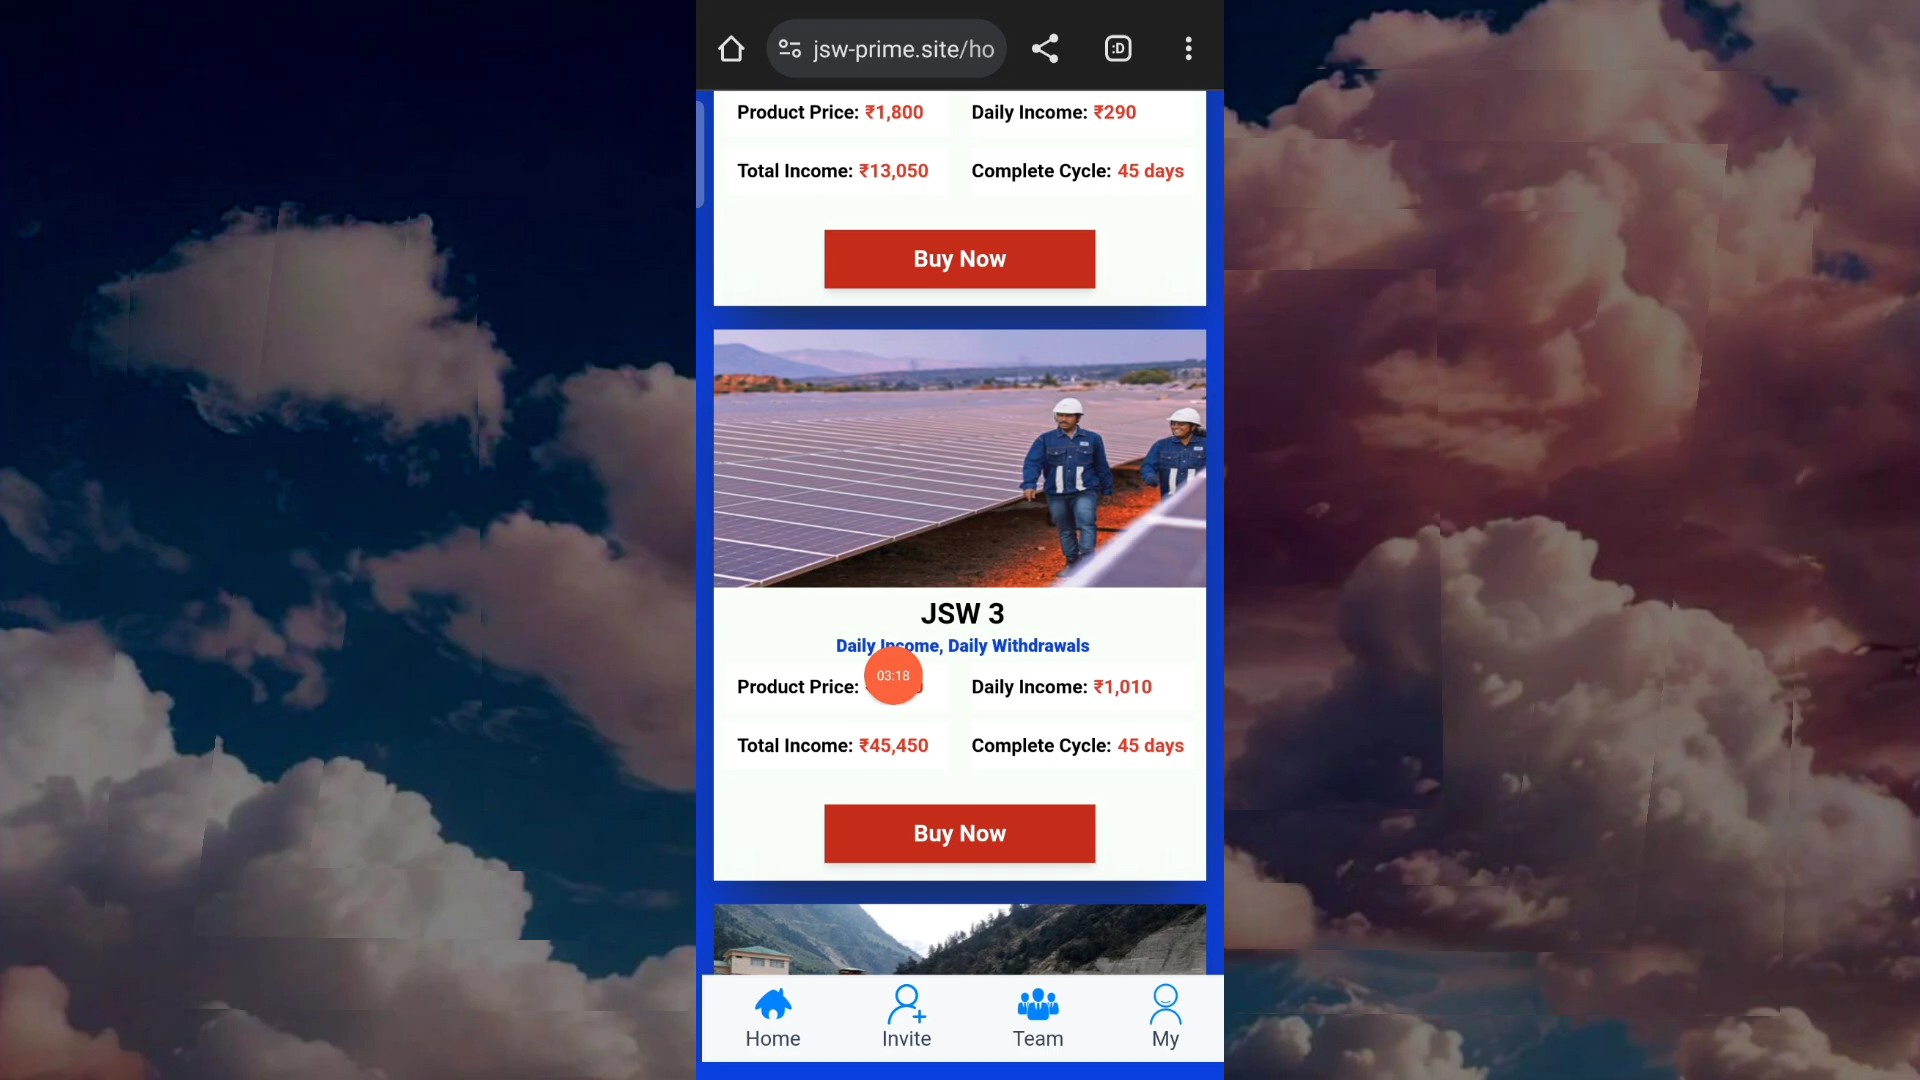 jsw-prime.site/ho
:D
Product Price: ₹1,800
Daily Income: ₹290
Total Income: ₹13,050
Complete Cycle: 45 days
Buy Now
JSW 3
Daily Income, Daily Withdrawals
Product Price:
03:18
Daily Income: ₹1,010
Total Income: ₹45,450
Complete Cycle: 45 days
Buy Now
Home
Invite
Team
My